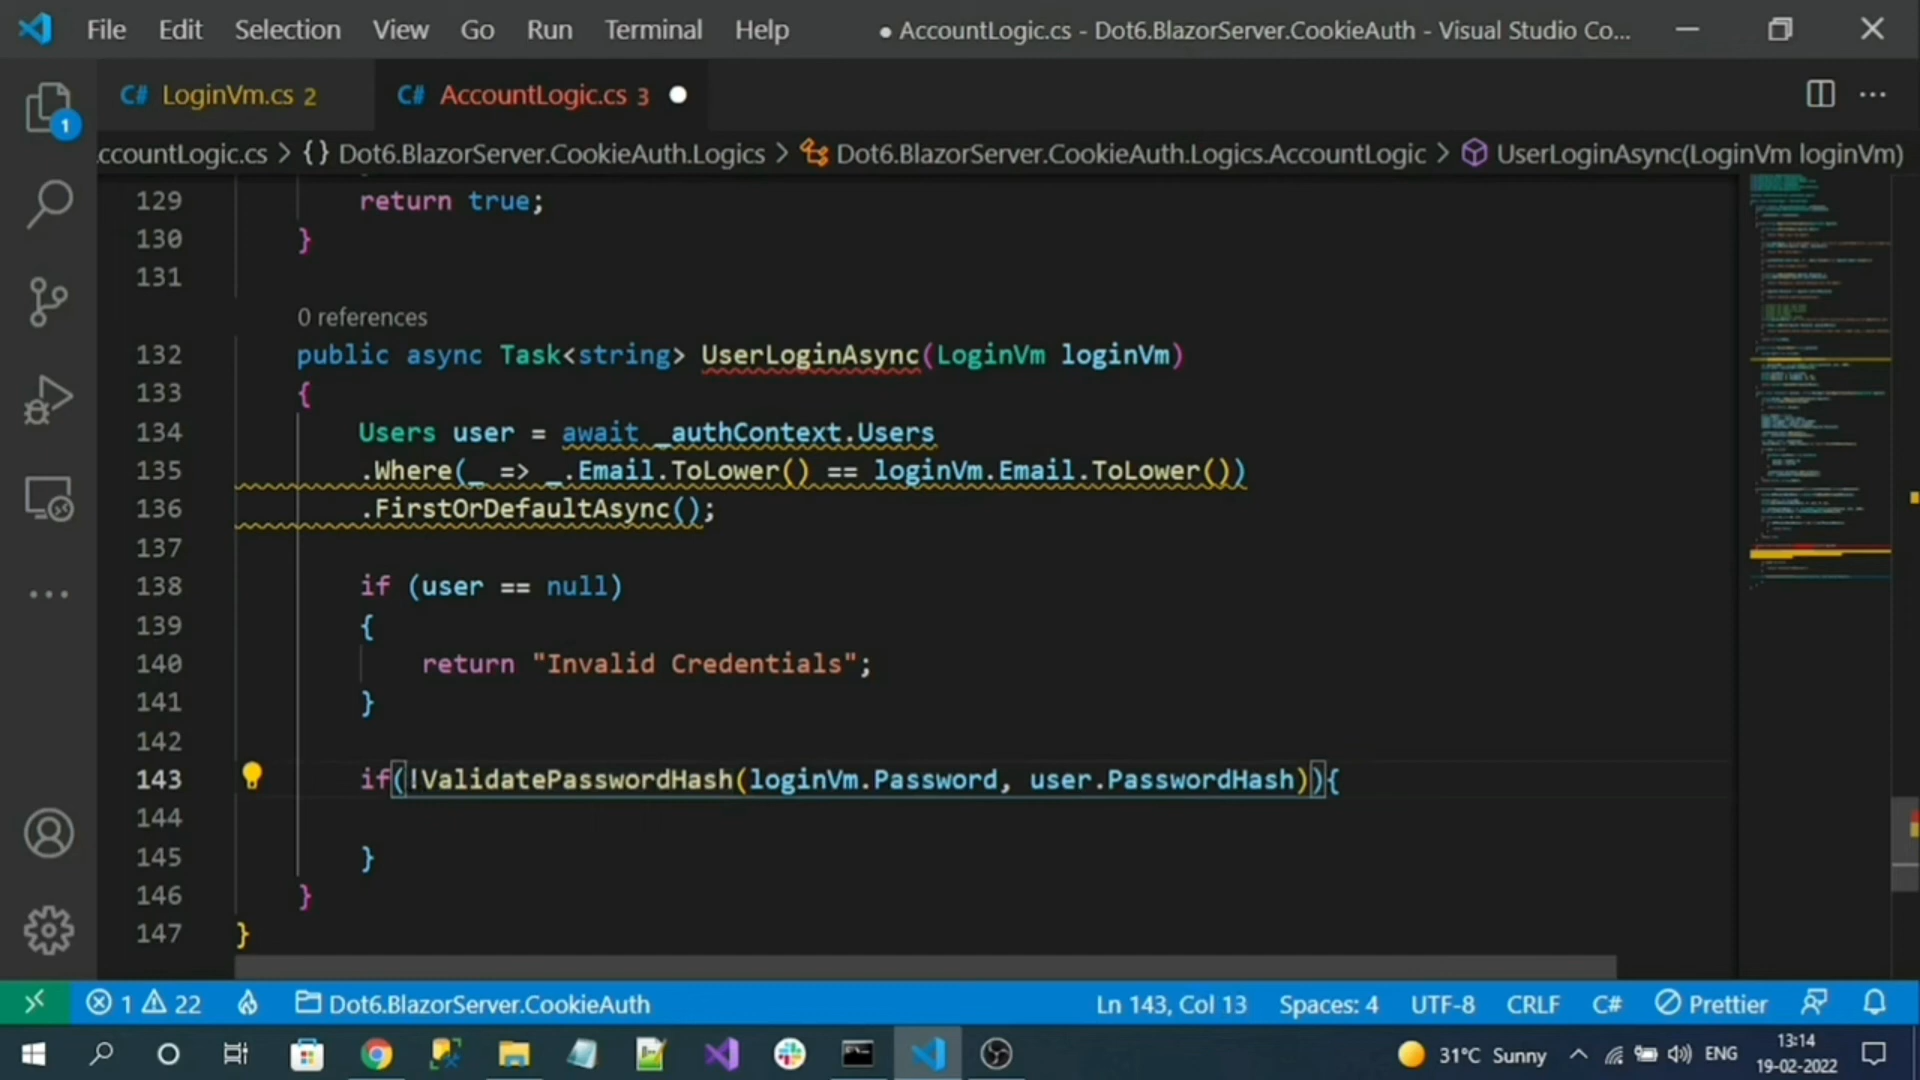 File Edit Selection View Go Run Terminal Help ● AccountLogic.cs - Dot6.BlazorServer.CookieAuth - Visual Studio Co...
C# LoginVm.cs 2 C# AccountLogic.cs 3 ●
ccountLogic.cs > {} Dot6.BlazorServer.CookieAuth.Logics > Dot6.BlazorServer.CookieAuth.Logics.AccountLogic > UserLoginAsync(LoginVm loginVm)
1
129 return true;
130 }
131
0 references
132 public async Task<string> UserLoginAsync(LoginVm loginVm)
133 {
134 Users user = await _authContext.Users
135 .Where(_ => _.Email.ToLower() == loginVm.Email.ToLower())
136 .FirstOrDefaultAsync();
137
138 if (user == null)
139 {
140 return "Invalid Credentials";
141 }
142
143 if(!ValidatePasswordHash(loginVm.Password, user.PasswordHash)){
144
145 }
146 }
147 }
1 22 Dot6.BlazorServer.CookieAuth Ln 143, Col 13 Spaces: 4 UTF-8 CRLF C# Prettier
31°C Sunny ENG 13:14
19-02-2022